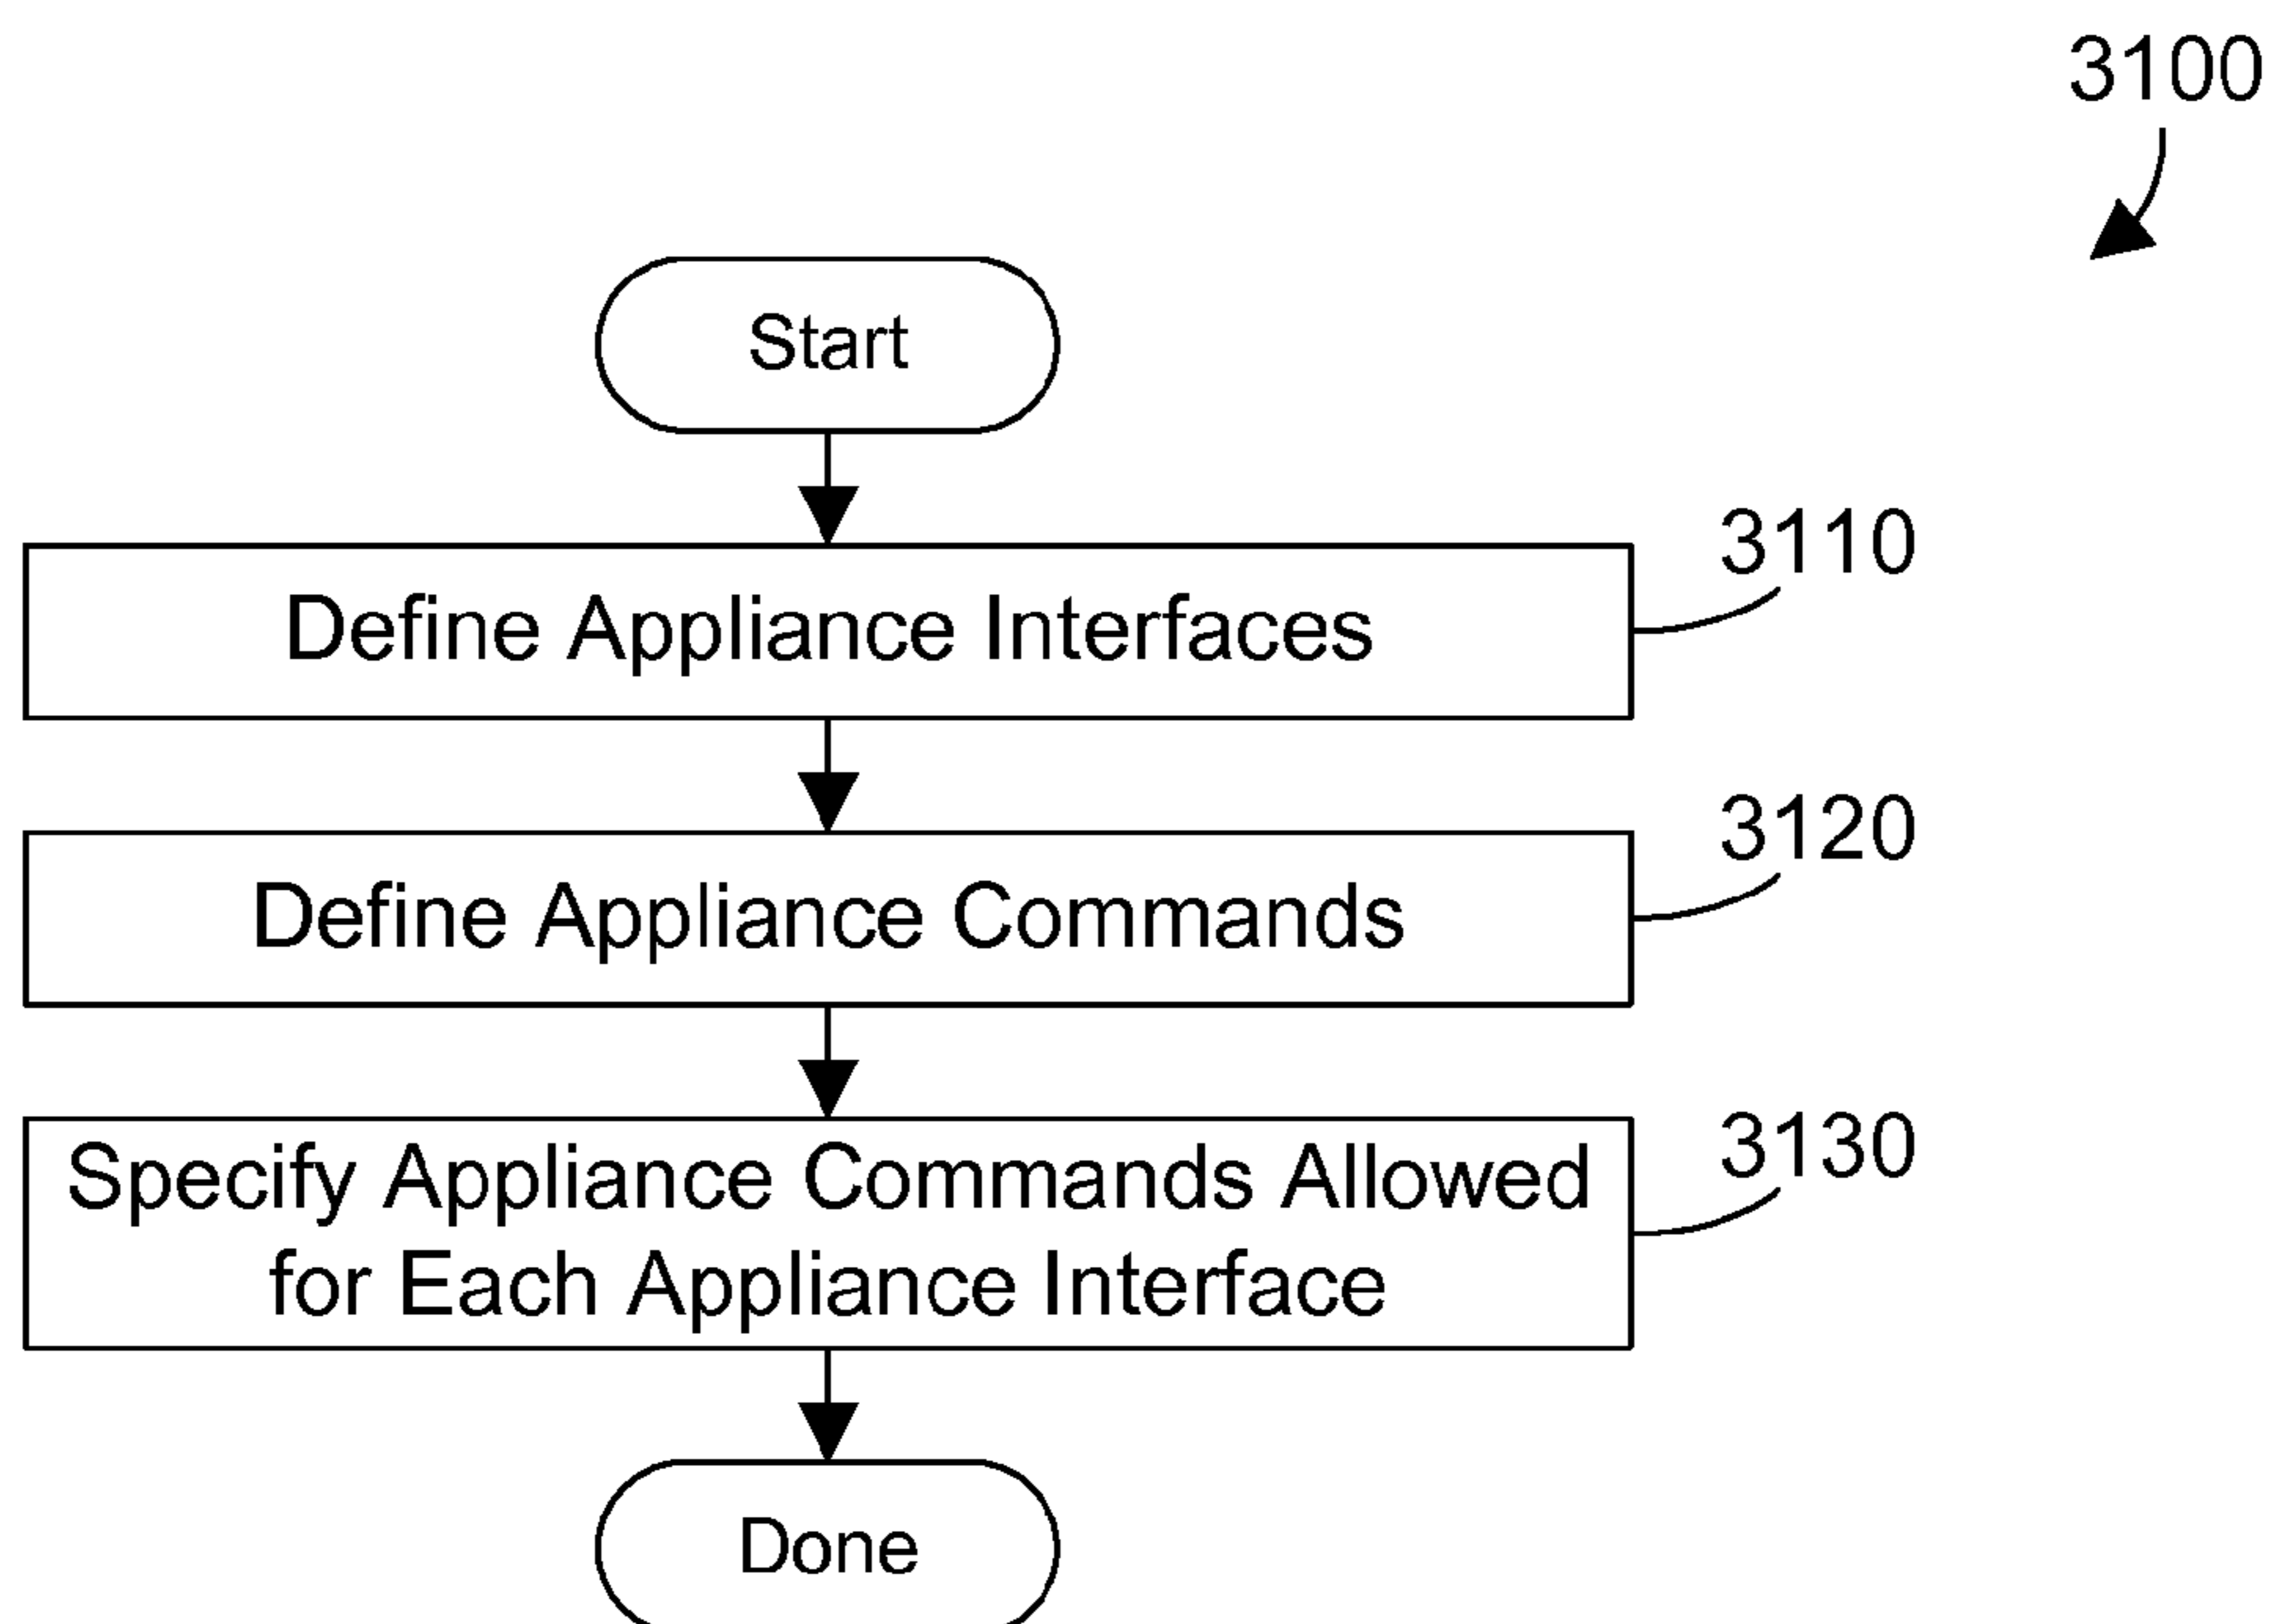 3100
Start
Define Appliance Interfaces
3110
Define Appliance Commands
3120
Specify Appliance Commands Allowed
for Each Appliance Interface
3130
Done